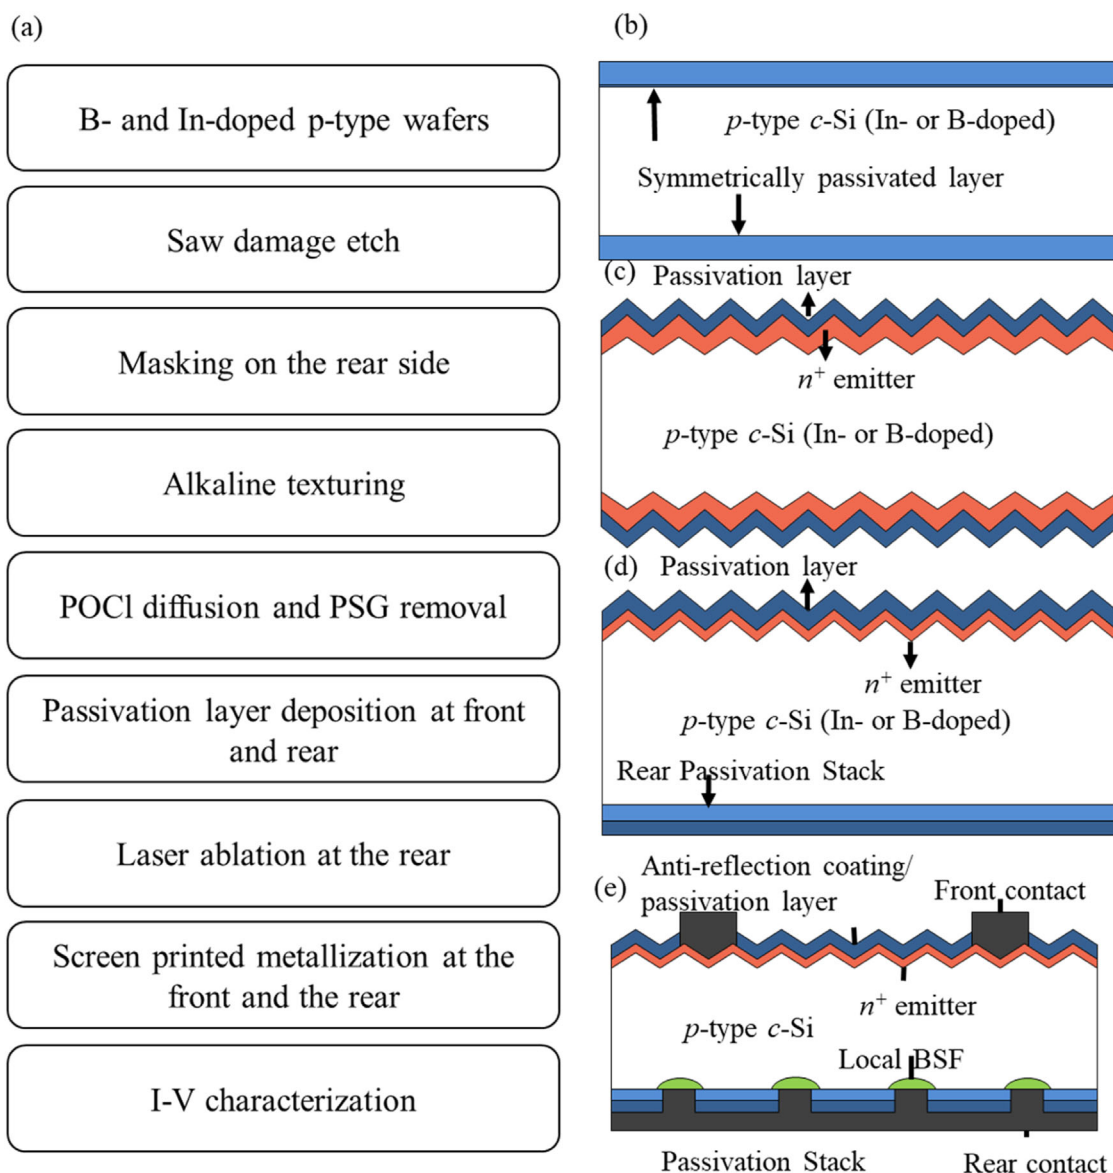 (a)
B- and In-doped p-type wafers
Saw damage etch
Masking on the rear side
Alkaline texturing
POCl diffusion and PSG removal
Passivation layer deposition at front
and rear
Laser ablation at the rear
Screen printed metallization at the
front and the rear
I-V characterization
(b)
p-type c-Si (In- or B-doped)
Symmetrically passivated layer
(c)
Passivation layer
n+ emitter
p-type c-Si (In- or B-doped)
(d)
Passivation layer
n+ emitter
p-type c-Si (In- or B-doped)
Rear Passivation Stack
(e)
Anti-reflection coating/
passivation layer
Front contact
n+ emitter
p-type c-Si
Local BSF
Passivation Stack
Rear contact